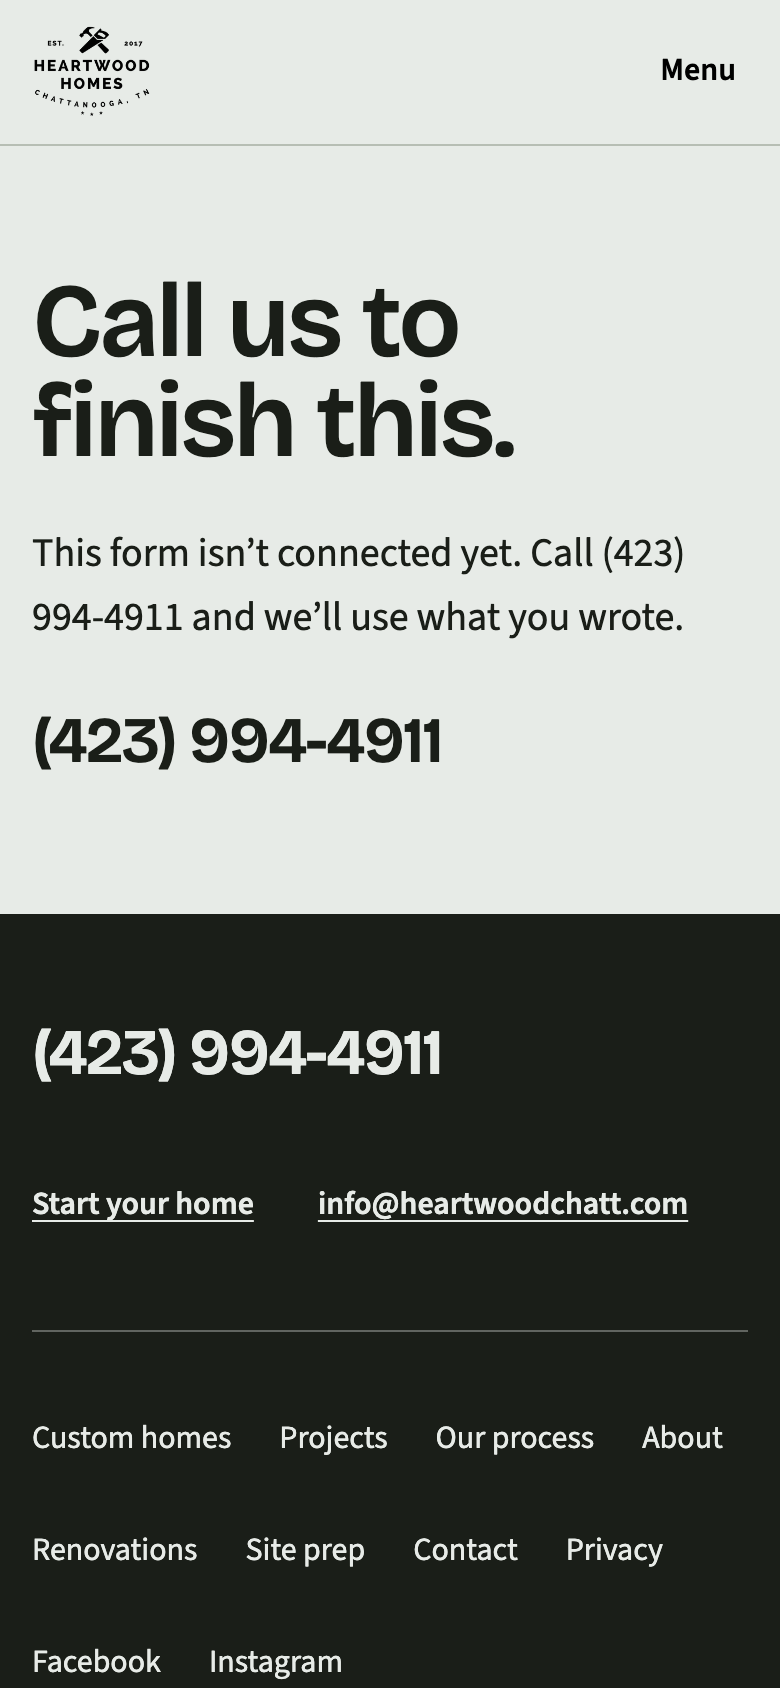 EST. 2017
HEARTWOOD
HOMES
CHATTANOOGA, TN
Menu
Call us to
finish this.
This form isn’t connected yet. Call (423)
994-4911 and we’ll use what you wrote.
(423) 994-4911
(423) 994-4911
Start your home info@heartwoodchatt.com
Custom homes Projects Our process About
Renovations Site prep Contact Privacy
Facebook Instagram